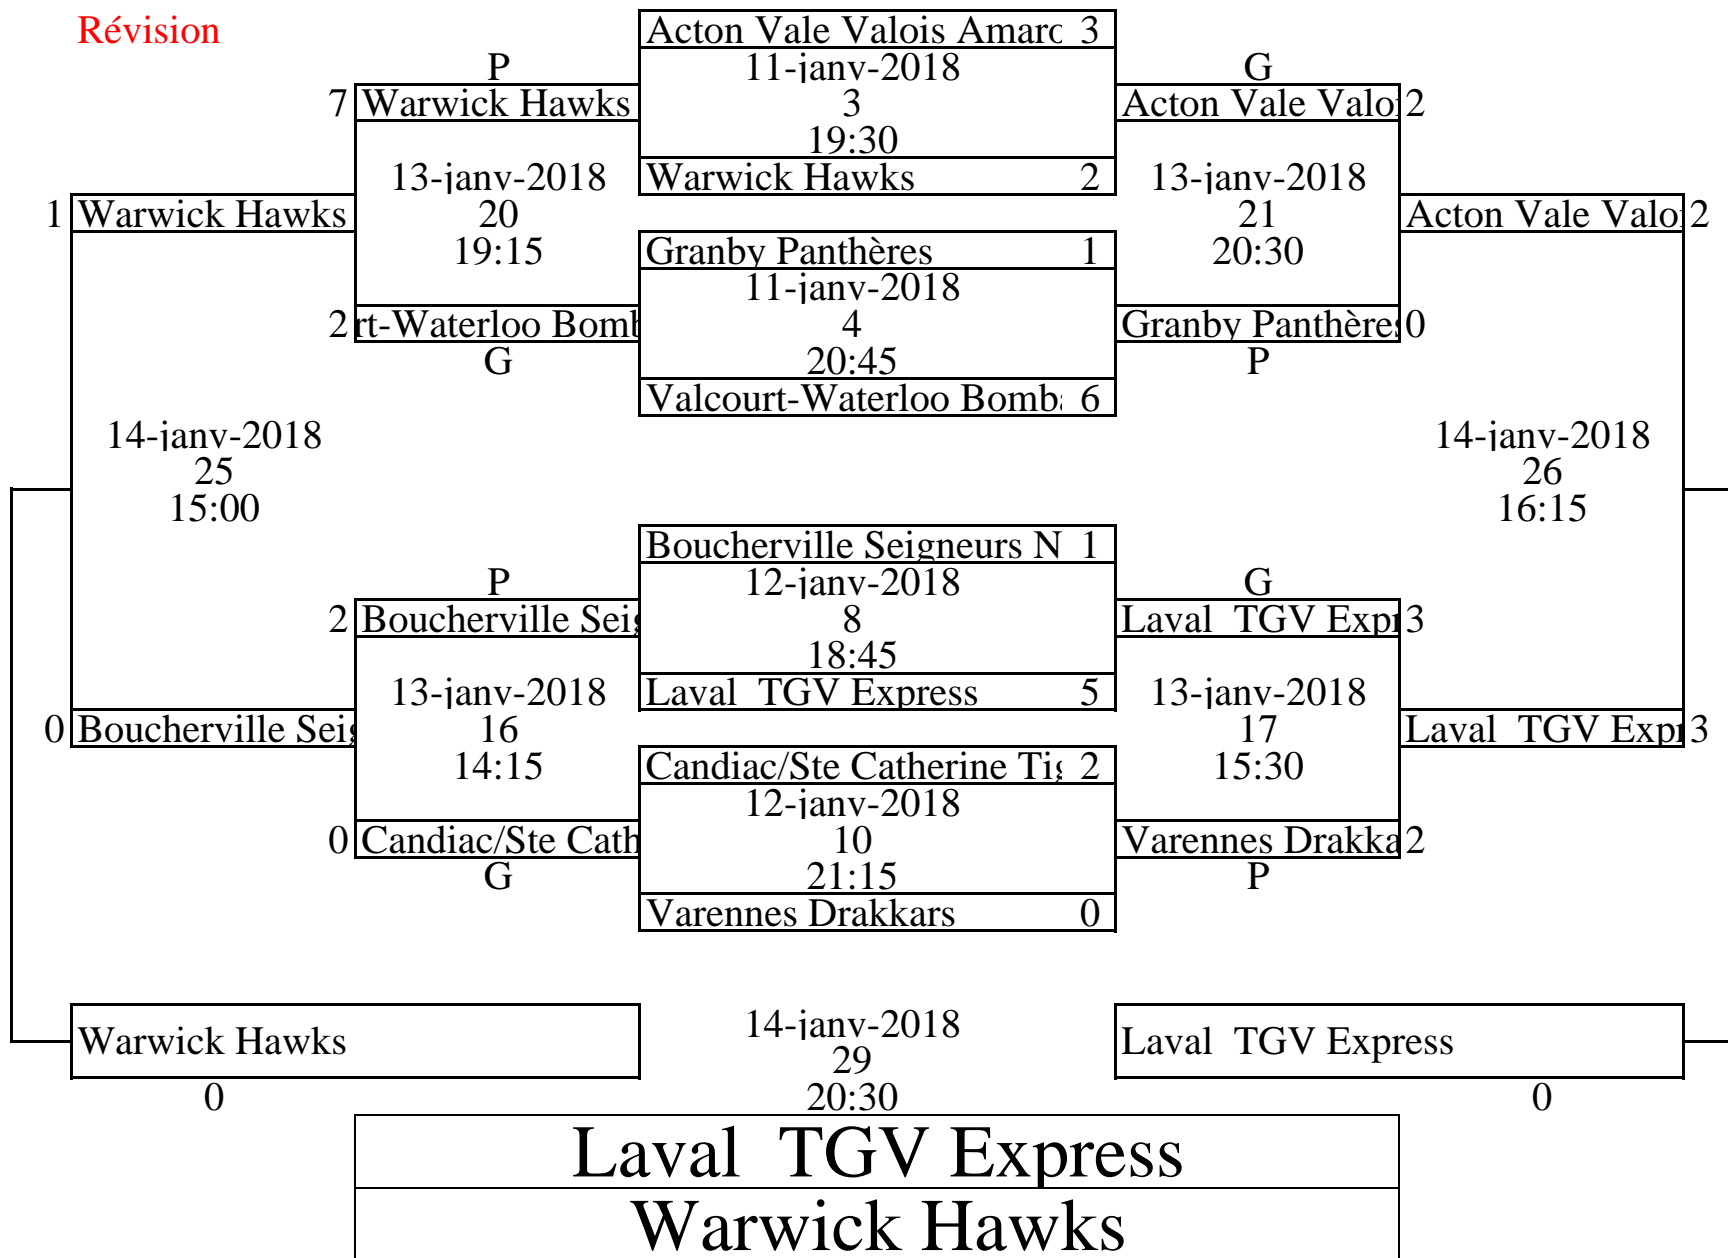 Révision
Acton Vale Valois Amarc 3
P
11-janv-2018
G
7 Warwick Hawks
3
Acton Vale Valoi 2
19:30
13-janv-2018
Warwick Hawks 2
13-janv-2018
1 Warwick Hawks
20
21
Acton Vale Valoi 2
19:15
Granby Panthères 1
20:30
11-janv-2018
2 rt-Waterloo Bomb
4
Granby Panthères 0
G
20:45
P
Valcourt-Waterloo Bomba 6
14-janv-2018
14-janv-2018
25
26
15:00
16:15
Boucherville Seigneurs N 1
P
12-janv-2018
G
2 Boucherville Seig
8
Laval TGV Expr 3
18:45
13-janv-2018
Laval TGV Express 5
13-janv-2018
0 Boucherville Seig
16
17
Laval TGV Expr 3
14:15
Candiac/Ste Catherine Tig 2
15:30
12-janv-2018
0 Candiac/Ste Cath
10
Varennes Drakka 2
G
21:15
P
Varennes Drakkars 0
Warwick Hawks
14-janv-2018
Laval TGV Express
29
0
20:30
0
Laval TGV Express
Warwick Hawks